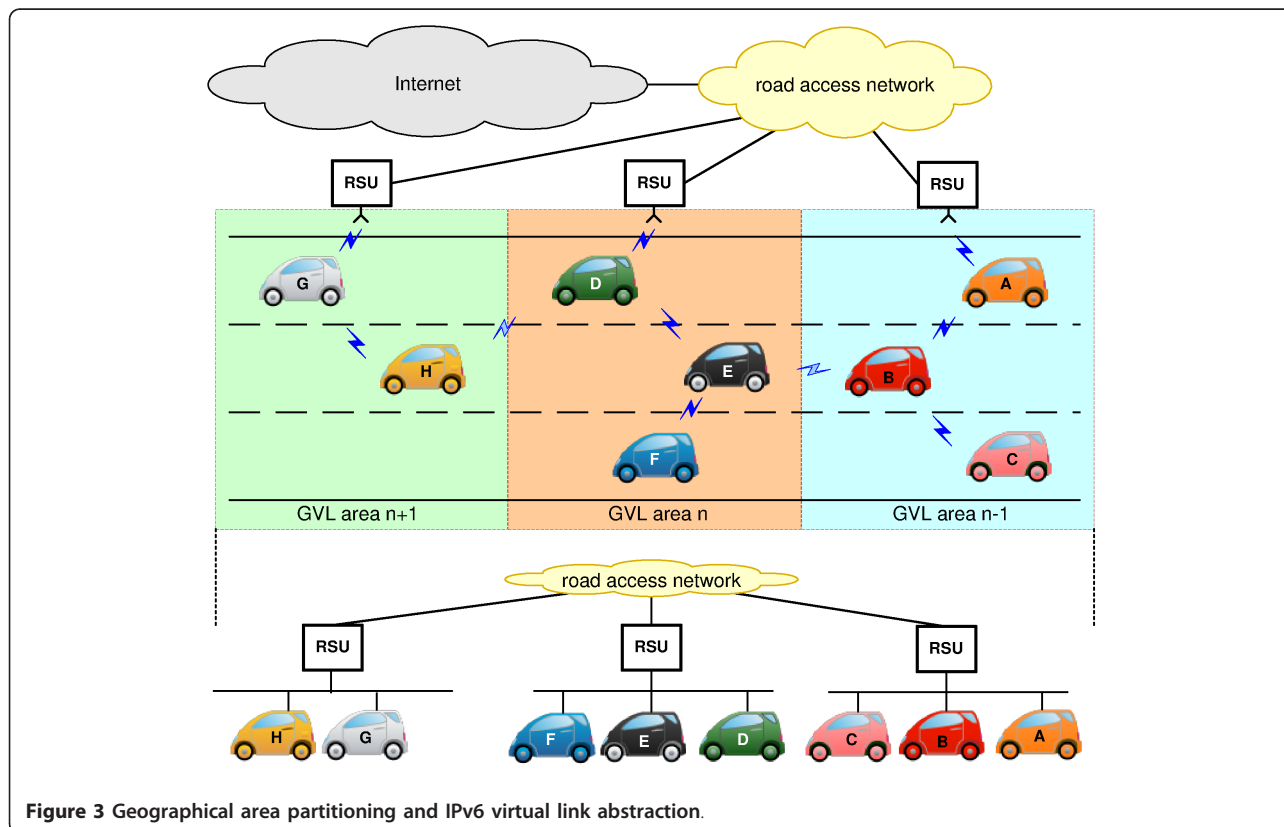 Internet
road access network
RSU
RSU
RSU
G
D
A
H
E
B
F
C
GVL area n+1
GVL area n
GVL area n-1
road access network
RSU
RSU
RSU
H
G
F
E
D
C
B
A
Figure 3 Geographical area partitioning and IPv6 virtual link abstraction.